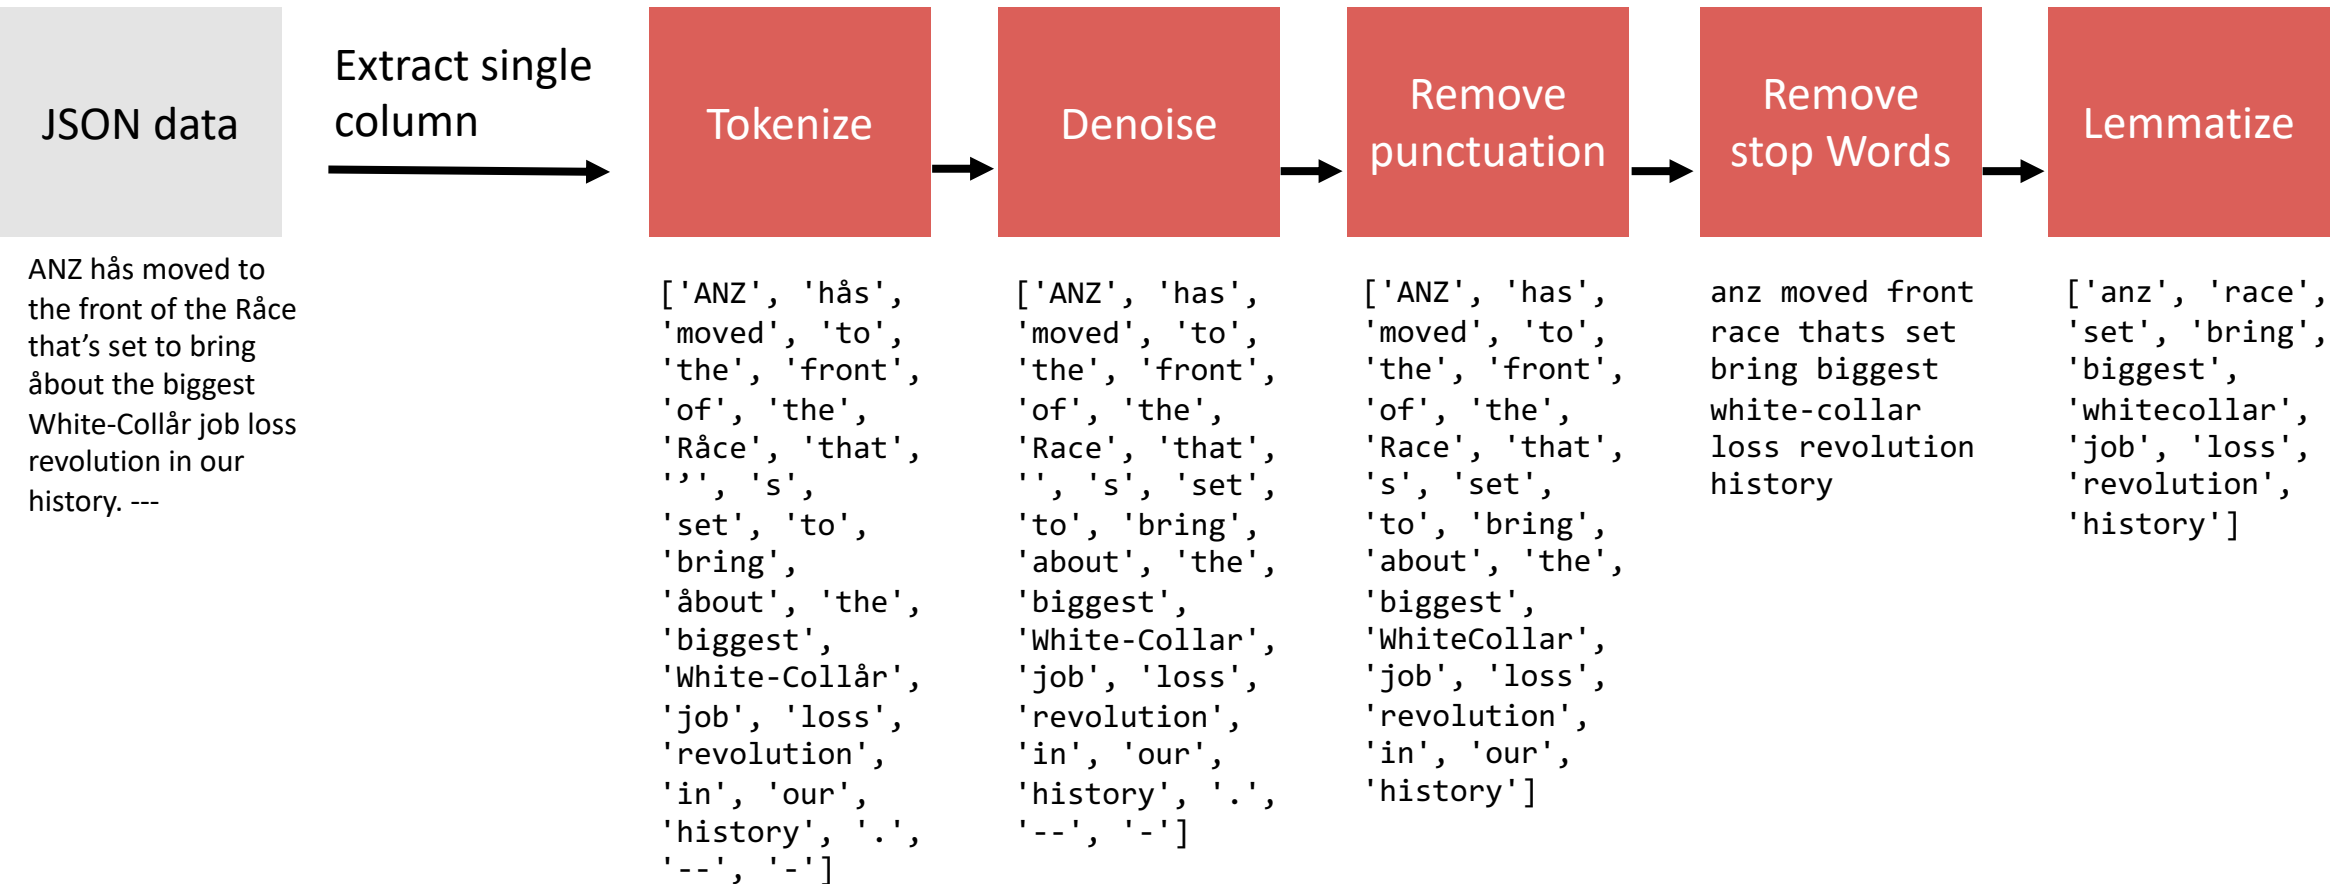 JSON data
Extract single
column
Tokenize
Denoise
Remove
punctuation
Remove
stop Words
Lemmatize
ANZ hås moved to
the front of the Råce
that’s set to bring
åbout the biggest
White-Collår job loss
revolution in our
history. ---
['ANZ', 'hås',
'moved', 'to',
'the', 'front',
'of', 'the',
'Råce', 'that',
'’', 's',
'set', 'to',
'bring',
'åbout', 'the',
'biggest',
'White-Collår',
'job', 'loss',
'revolution',
'in', 'our',
'history', '.',
'--', '-']
['ANZ', 'has',
'moved', 'to',
'the', 'front',
'of', 'the',
'Race', 'that',
'', 's', 'set',
'to', 'bring',
'about', 'the',
'biggest',
'White-Collar',
'job', 'loss',
'revolution',
'in', 'our',
'history', '.',
'--', '-']
['ANZ', 'has',
'moved', 'to',
'the', 'front',
'of', 'the',
'Race', 'that',
's', 'set',
'to', 'bring',
'about', 'the',
'biggest',
'WhiteCollar',
'job', 'loss',
'revolution',
'in', 'our',
'history']
anz moved front
race thats set
bring biggest
white-collar
loss revolution
history
['anz', 'race',
'set', 'bring',
'biggest',
'whitecollar',
'job', 'loss',
'revolution',
'history']